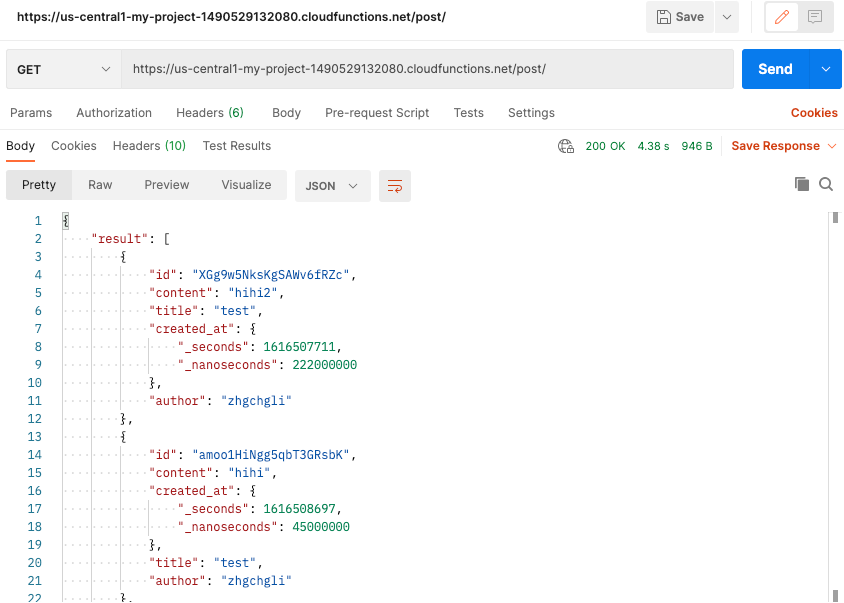 https://us-central1-my-project-1490529132080.cloudfunctions.net/post/ Save
GET https://us-central1-my-project-1490529132080.cloudfunctions.net/post/ Send
Params Authorization Headers (6) Body Pre-request Script Tests Settings Cookies
Body Cookies Headers (10) Test Results 200 OK 4.38 s 946 B Save Response
Pretty Raw Preview Visualize JSON
1 {
2 "result": [
3 {
4 "id": "XGg9w5NksKgSAWv6fRZc",
5 "content": "hihi2",
6 "title": "test",
7 "created_at": {
8 "_seconds": 1616507711,
9 "_nanoseconds": 222000000
10 },
11 "author": "zhgchgli"
12 },
13 {
14 "id": "amoo1HiNgg5qbT3GRsbK",
15 "content": "hihi",
16 "created_at": {
17 "_seconds": 1616508697,
18 "_nanoseconds": 45000000
19 },
20 "title": "test",
21 "author": "zhgchgli"
22 },